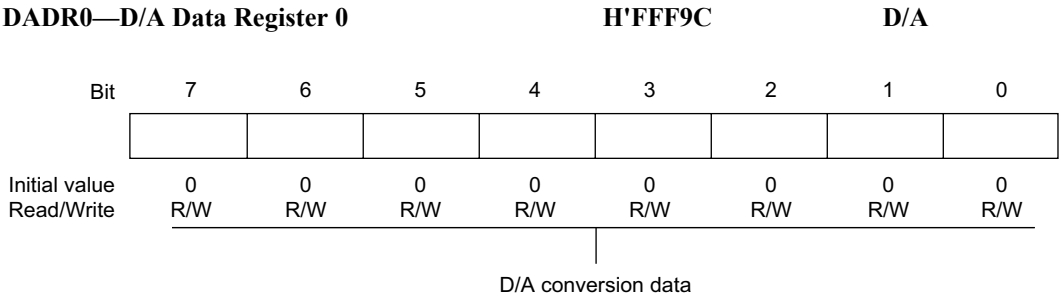 DADR0—D/A Data Register 0 H'FFF9C D/A
Bit 7 6 5 4 3 2 1 0
Initial value 0 0 0 0 0 0 0 0
Read/Write R/W R/W R/W R/W R/W R/W R/W R/W
D/A conversion data